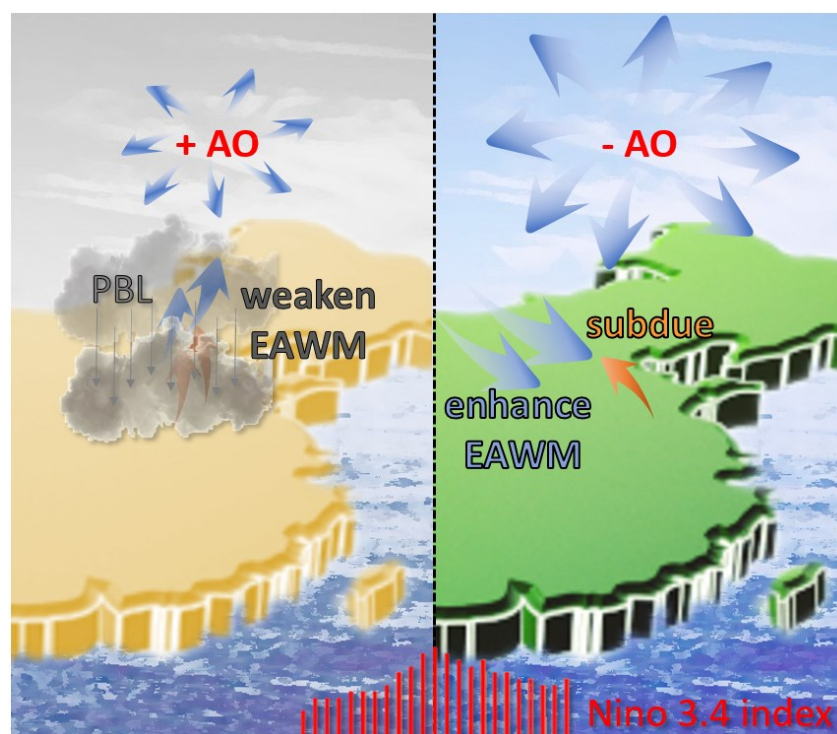 + AO
PBL
weaken
EAWM
- AO
subdue
enhance
EAWM
Nino 3.4 index